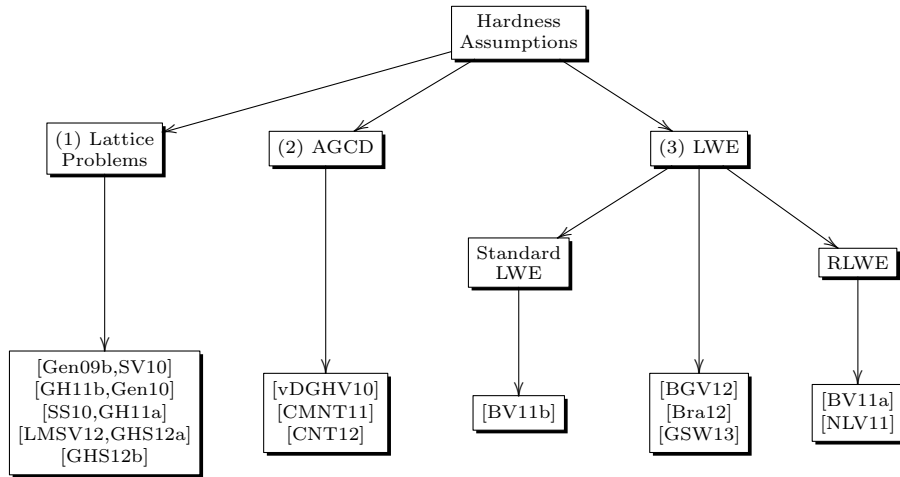 Hardness
Assumptions
(1) Lattice
Problems
(2) AGCD
(3) LWE
Standard
LWE
RLWE
[Gen09b,SV10]
[GH11b,Gen10]
[SS10,GH11a]
[LMSV12,GHS12a]
[GHS12b]
[vDGHV10]
[CMNT11]
[CNT12]
[BV11b]
[BGV12]
[Bra12]
[GSW13]
[BV11a]
[NLV11]